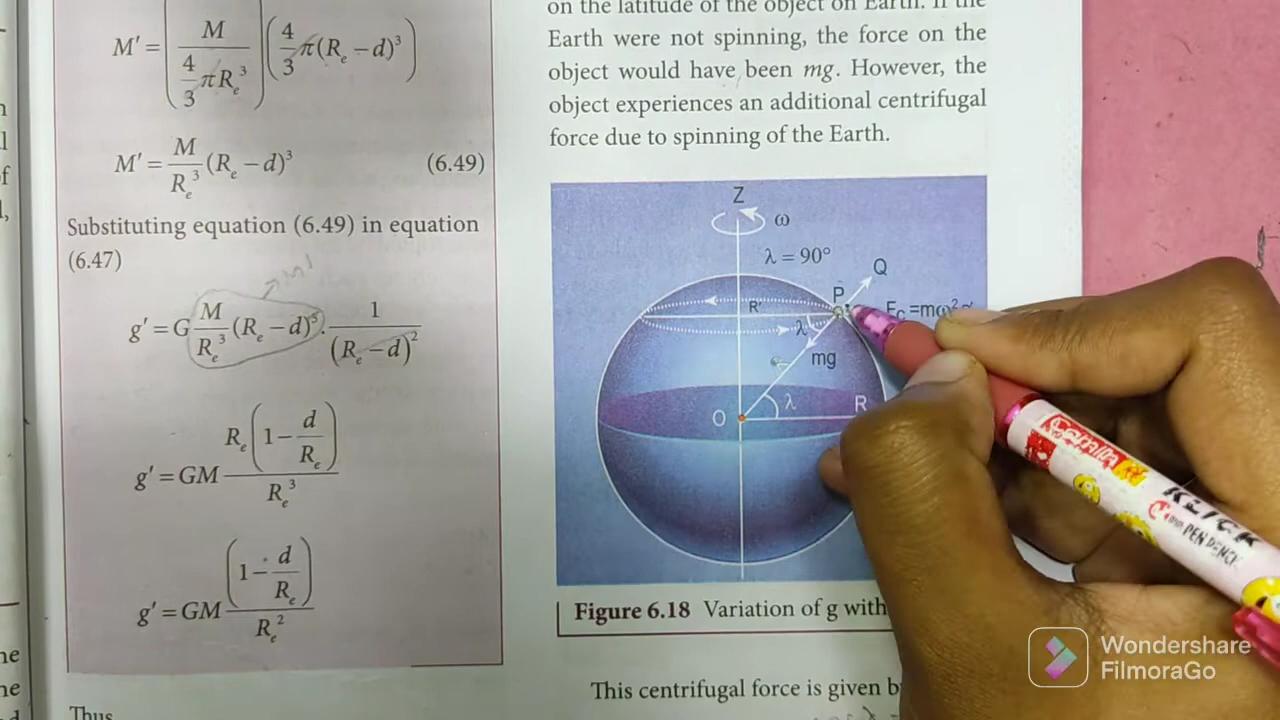 M′ = (M / (4/3 πR_e³)) (4/3 π(R_e − d)³)
M′ = M/R_e³ (R_e − d)³ (6.49)
Substituting equation (6.49) in equation
(6.47)
g′ = G M/R_e³ (R_e − d)³ · 1/(R_e − d)²
g′ = GM R_e(1 − d/R_e) / R_e³
g′ = GM (1 − d/R_e) / R_e²
Thus
on the latitude of the object on Earth. If the
Earth were not spinning, the force on the
object would have been mg. However, the
object experiences an additional centrifugal
force due to spinning of the Earth.
Z
ω
λ = 90°
Q
P
R′
F_C = mω²
λ
mg
O
λ
R
Figure 6.18 Variation of g with
This centrifugal force is given
KLICK
PENDENCK
Wondershare
FilmoraGo